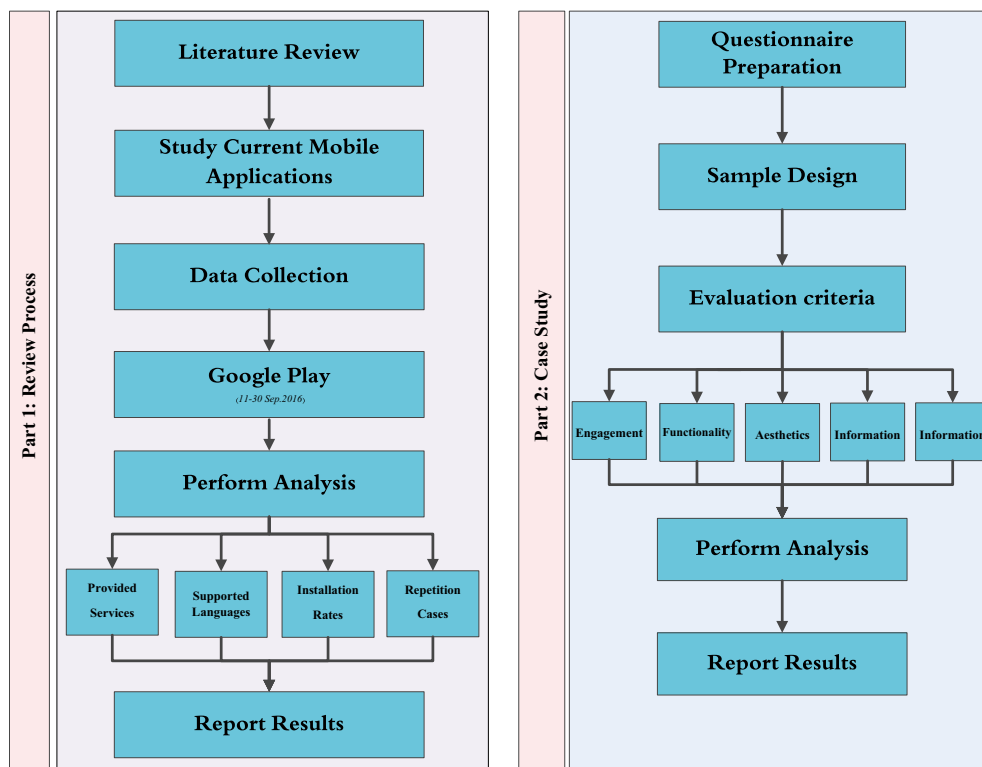 Part 1: Review Process
Literature Review
Study Current Mobile
Applications
Data Collection
Google Play
(11-30 Sep.2016)
Perform Analysis
Provided
Services
Supported
Languages
Installation
Rates
Repetition
Cases
Report Results
Part 2: Case Study
Questionnaire
Preparation
Sample Design
Evaluation criteria
Engagement
Functionality
Aesthetics
Information
Information
Perform Analysis
Report Results